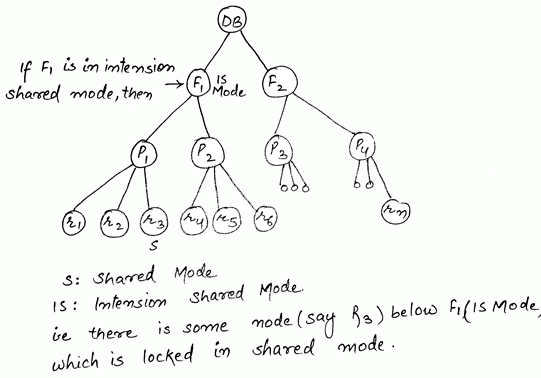 DB
If F1 is in intension
shared mode, then → F1 IS Mode F2
P1 P2 P3 P4
r1 r2 r3 r4 r5 r6 rn
S
S: Shared Mode
IS: Intension Shared Mode.
ie there is some node (say R3) below F1 (IS Mode)
which is locked in shared mode.